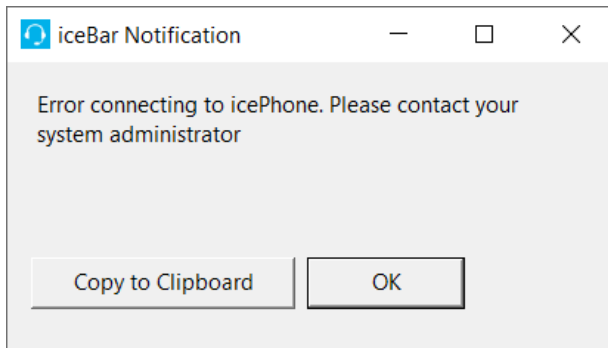 iceBar Notification
Error connecting to icePhone. Please contact your
system administrator
Copy to Clipboard
OK